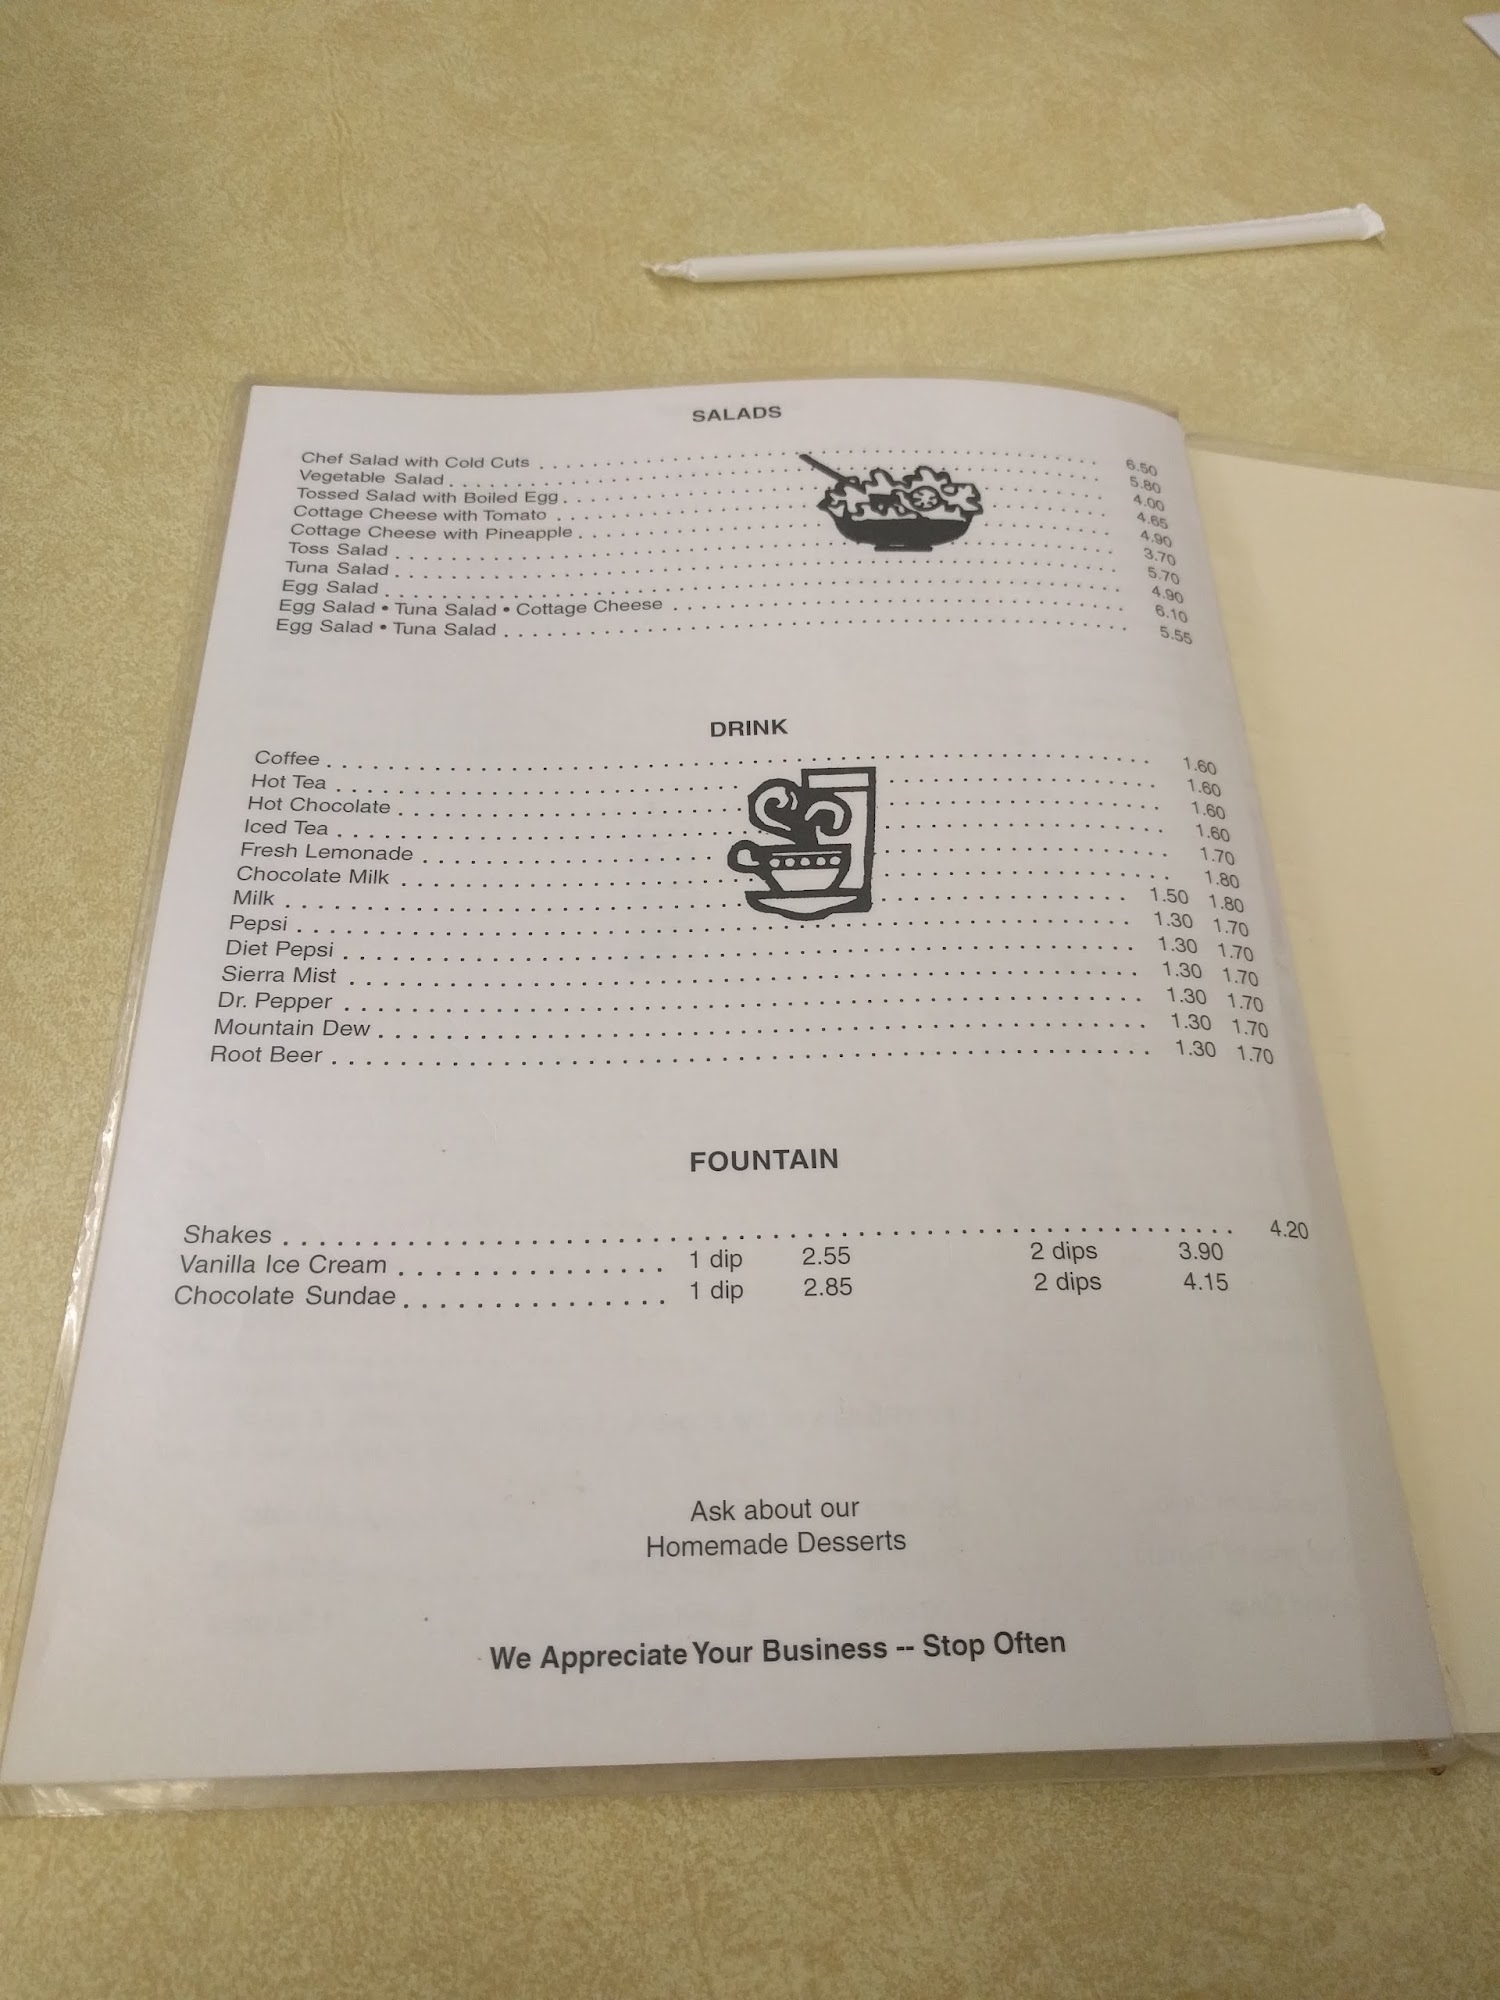 SALADS
Chef Salad with Cold Cuts . . . . . . . . . . . . . . . . . . . . 6.50
Vegetable Salad . . . . . . . . . . . . . . . . . . . . 5.80
Tossed Salad with Boiled Egg . . . . . . . . . . . . . . . . . . . . 4.00
Cottage Cheese with Tomato . . . . . . . . . . . . . . . . . . . . 4.65
Cottage Cheese with Pineapple . . . . . . . . . . . . . . . . . . . . 4.90
Toss Salad . . . . . . . . . . . . . . . . . . . . 3.70
Tuna Salad . . . . . . . . . . . . . . . . . . . . 5.70
Egg Salad . . . . . . . . . . . . . . . . . . . . 4.90
Egg Salad • Tuna Salad • Cottage Cheese . . . . . . . . . . . . . . . . . . . . 6.10
Egg Salad • Tuna Salad . . . . . . . . . . . . . . . . . . . . 5.55
DRINK
Coffee . . . . . . . . . . . . . . . . . . . . 1.60
Hot Tea . . . . . . . . . . . . . . . . . . . . 1.60
Hot Chocolate . . . . . . . . . . . . . . . . . . . . 1.60
Iced Tea . . . . . . . . . . . . . . . . . . . . 1.60
Fresh Lemonade . . . . . . . . . . . . . . . . . . . . 1.70
Chocolate Milk . . . . . . . . . . . . . . . . . . . . 1.80
Milk . . . . . . . . . . . . . . . . . . . . 1.50 1.80
Pepsi . . . . . . . . . . . . . . . . . . . . 1.30 1.70
Diet Pepsi . . . . . . . . . . . . . . . . . . . . 1.30 1.70
Sierra Mist . . . . . . . . . . . . . . . . . . . . 1.30 1.70
Dr. Pepper . . . . . . . . . . . . . . . . . . . . 1.30 1.70
Mountain Dew . . . . . . . . . . . . . . . . . . . . 1.30 1.70
Root Beer . . . . . . . . . . . . . . . . . . . . 1.30 1.70
FOUNTAIN
Shakes . . . . . . . . . . . . . . . . . . . . 4.20
Vanilla Ice Cream . . . . . . . . . . . . . . . 1 dip 2.55 2 dips 3.90
Chocolate Sundae . . . . . . . . . . . . . . . 1 dip 2.85 2 dips 4.15
Ask about our
Homemade Desserts
We Appreciate Your Business -- Stop Often